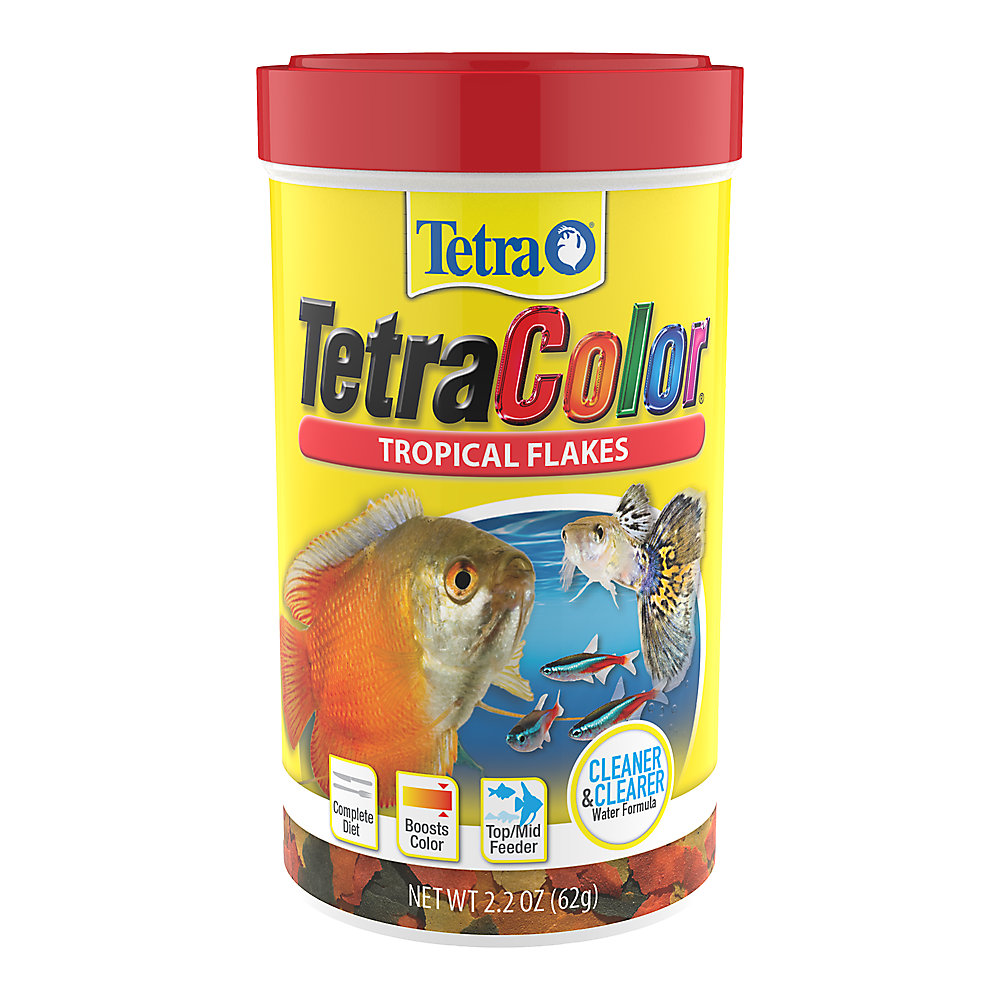 Tetra®
TetraColor®
TROPICAL FLAKES
CLEANER
&CLEARER
Water Formula
Complete
Diet
Boosts
Color
Top/Mid
Feeder
NET WT 2.2 OZ (62g)